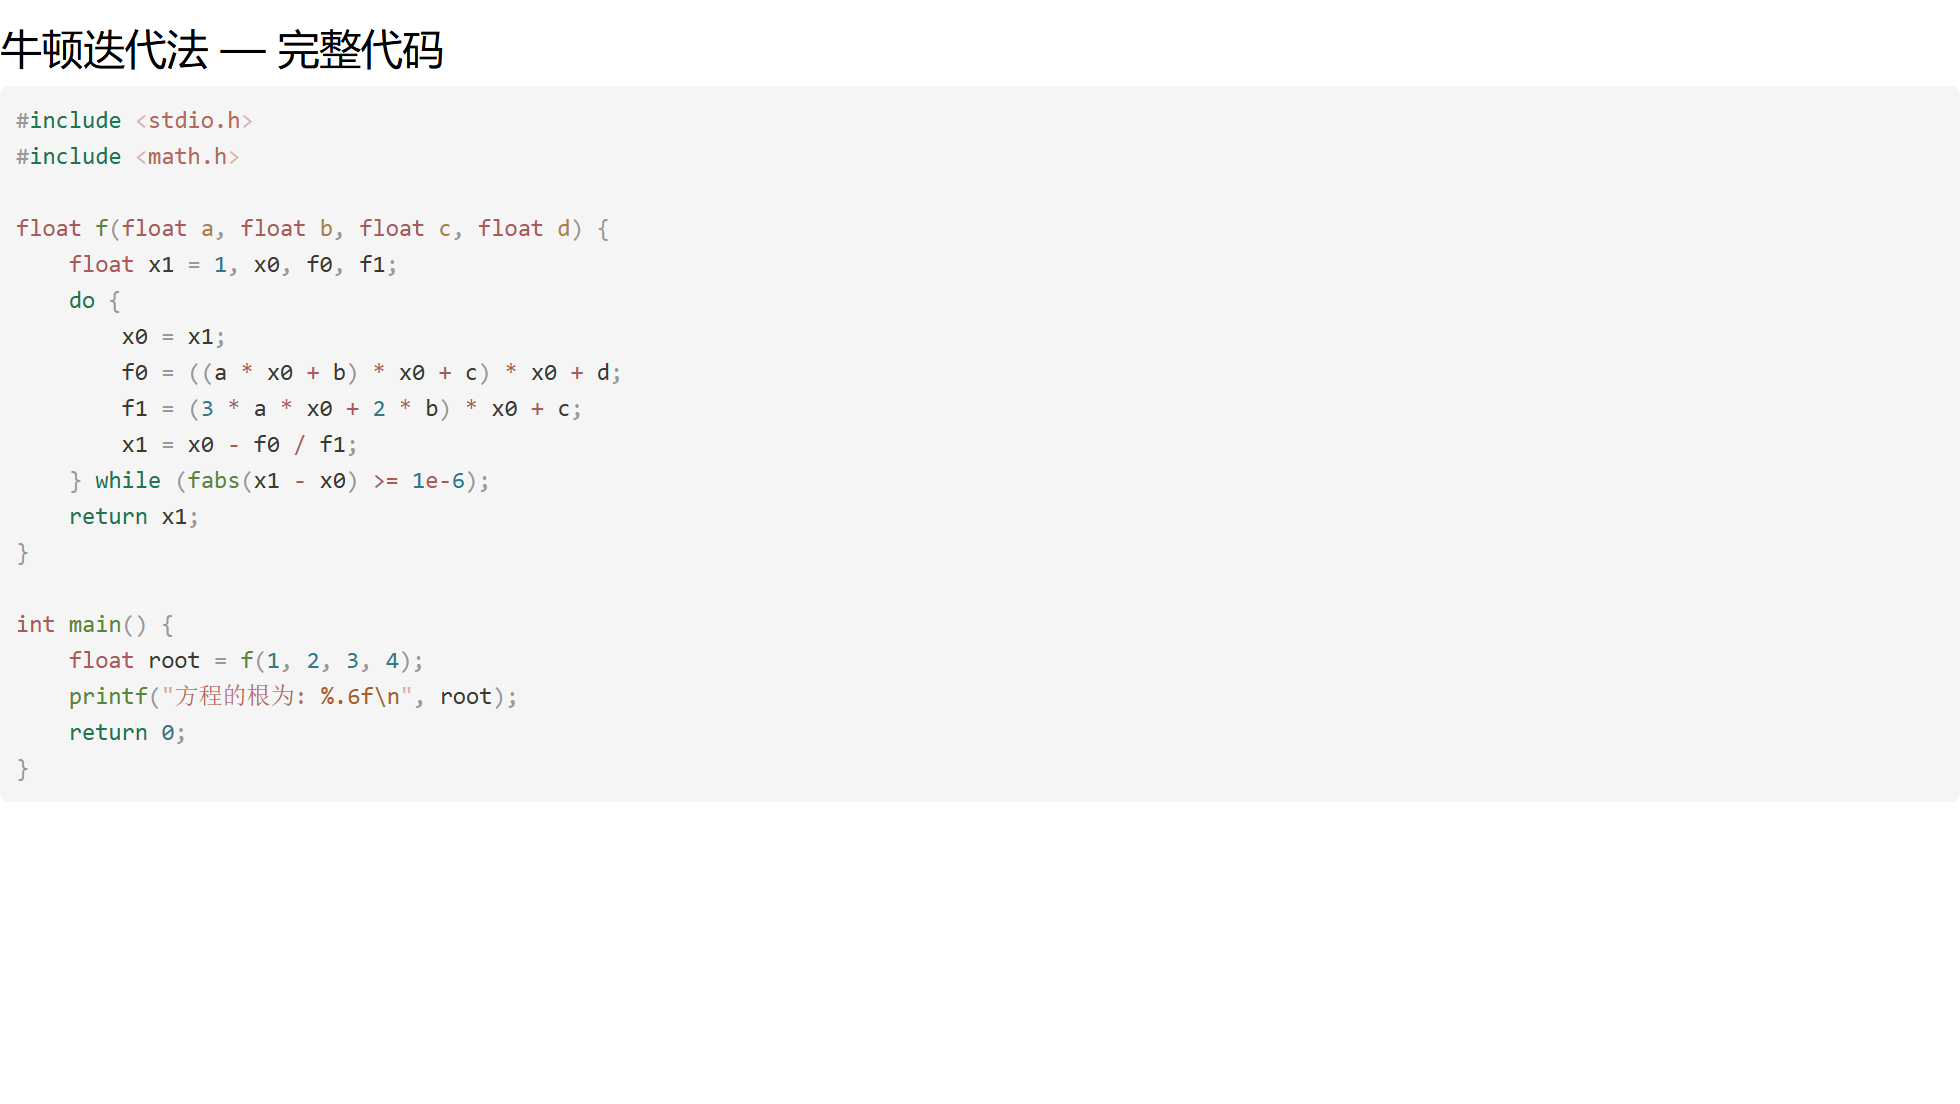 牛顿迭代法 — 完整代码
#include <stdio.h>
#include <math.h>
float f(float a, float b, float c, float d) {
    float x1 = 1, x0, f0, f1;
    do {
        x0 = x1;
        f0 = ((a * x0 + b) * x0 + c) * x0 + d;
        f1 = (3 * a * x0 + 2 * b) * x0 + c;
        x1 = x0 - f0 / f1;
    } while (fabs(x1 - x0) >= 1e-6);
    return x1;
}
int main() {
    float root = f(1, 2, 3, 4);
    printf("方程的根为: %.6f\n", root);
    return 0;
}